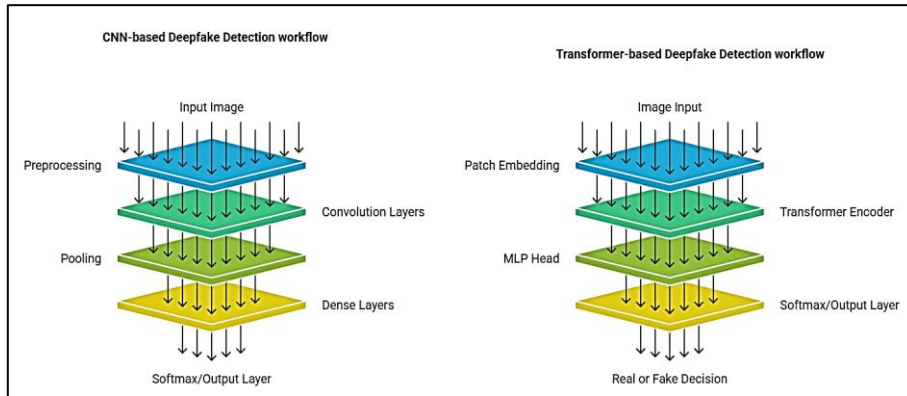 CNN-based Deepfake Detection workflow
Input Image
Preprocessing
Convolution Layers
Pooling
Dense Layers
Softmax/Output Layer
Transformer-based Deepfake Detection workflow
Image Input
Patch Embedding
Transformer Encoder
MLP Head
Softmax/Output Layer
Real or Fake Decision